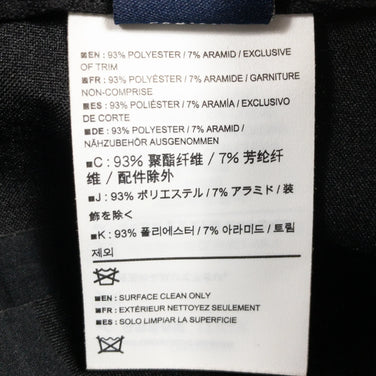 ■EN : 93% POLYESTER / 7% ARAMID / EXCLUSIVE
OF TRIM
■FR : 93% POLYÉSTER / 7% ARAMIDE / GARNITURE
NON-COMPRISE
■ES : 93% POLIÉSTER / 7% ARAMÍA / EXCLUSIVO
DE CORTE
■DE : 93% POLYESTER / 7% ARAMID /
NÄHZUBEHÖR AUSGENOMMEN
■C : 93% 聚酯纤维 / 7% 芳纶纤
维 / 配件除外
■J : 93% ポリエステル / 7% アラミド / 装
飾を除く
■K : 93% 폴리에스터 / 7% 아라미드 / 트림
제외
■EN : SURFACE CLEAN ONLY
■FR : EXTÉRIEUR NETTOYEZ SEULEMENT
■ES : SOLO LIMPIAR LA SUPERFICIE